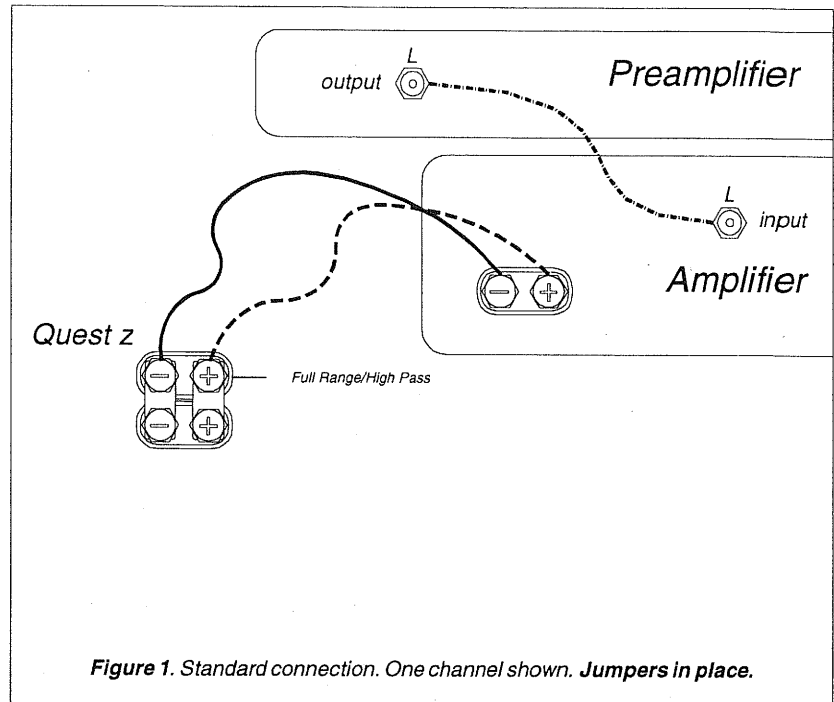 L
output
Preamplifier
L
input
Amplifier
Quest z
Full Range/High Pass
Figure 1. Standard connection. One channel shown. Jumpers in place.